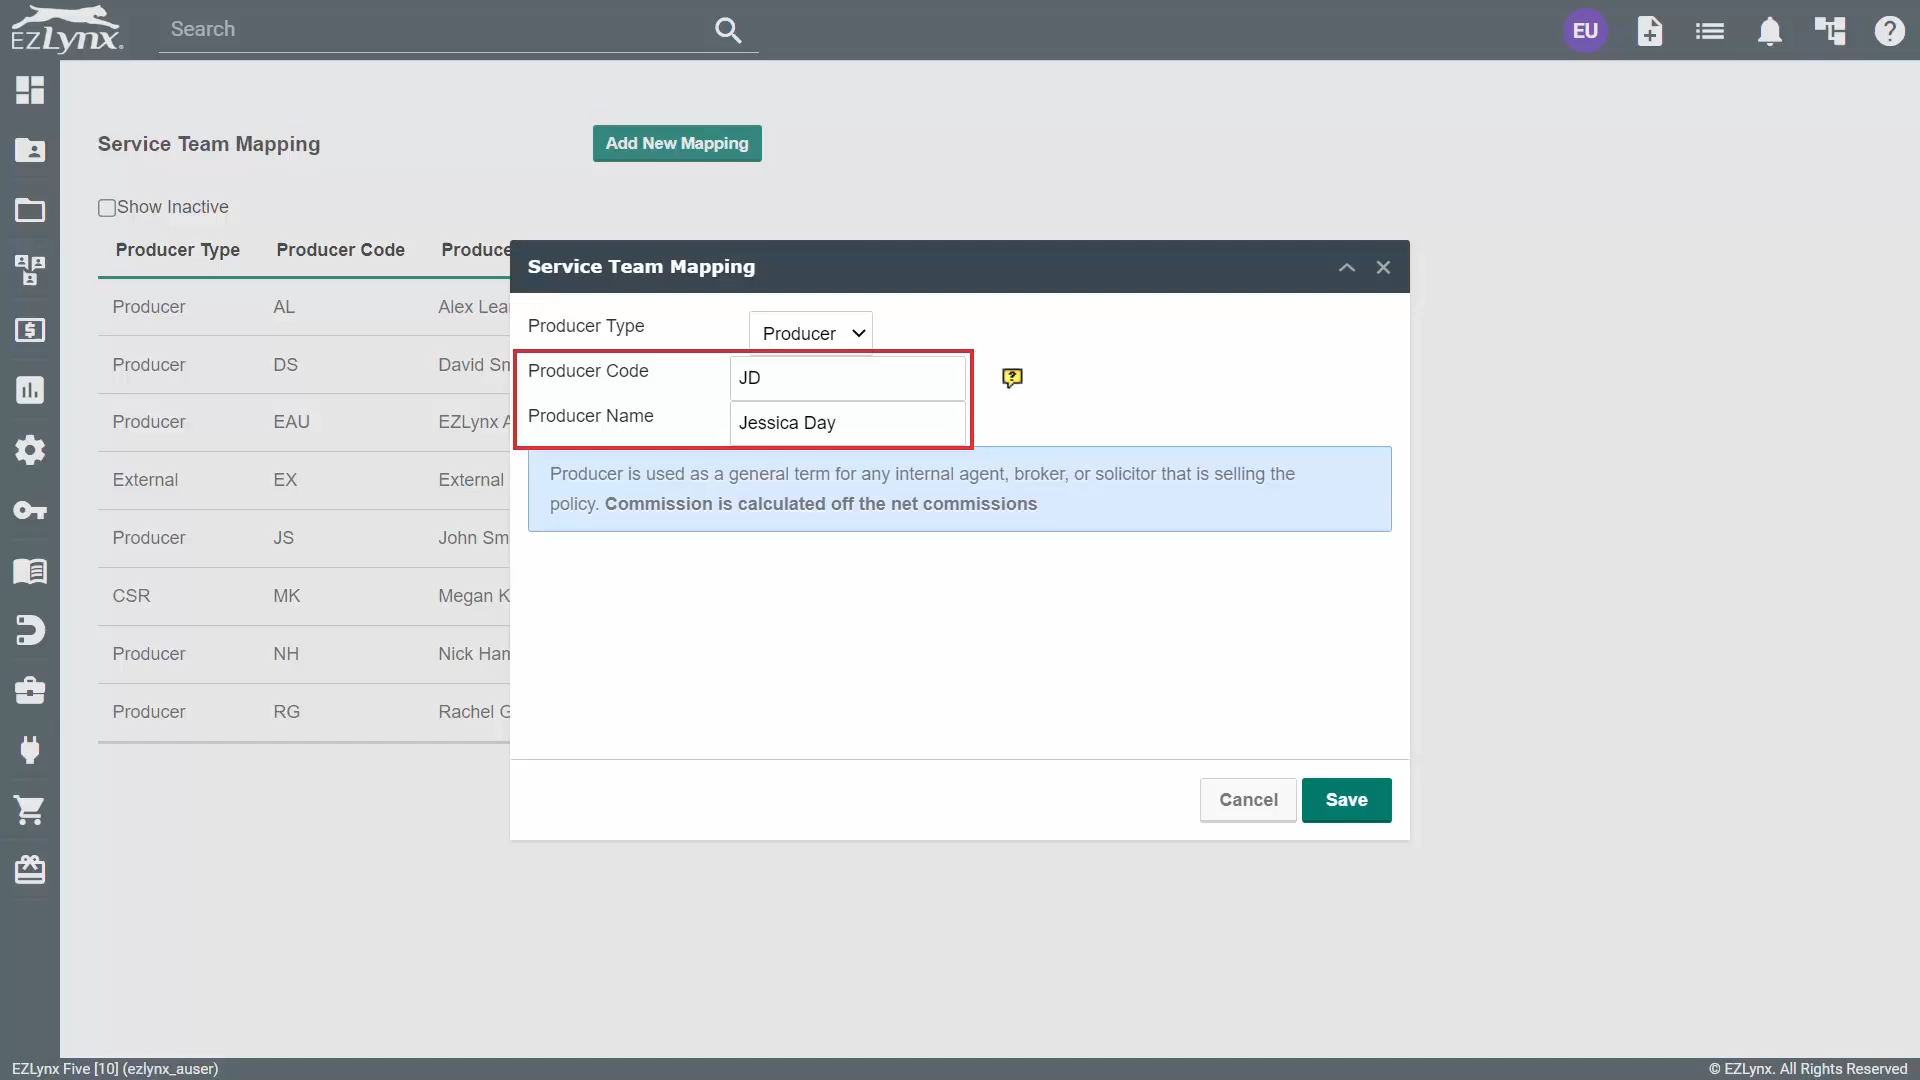 EZLynx
Search
EU
Service Team Mapping
Add New Mapping
Show Inactive
Producer Type Producer Code Produce
Producer AL Alex Lea
Producer DS David Sm
Producer EAU EZLynx A
External EX External
Producer JS John Sm
CSR MK Megan K
Producer NH Nick Ham
Producer RG Rachel G
Service Team Mapping
Producer Type Producer
Producer Code JD
?
Producer Name Jessica Day
Producer is used as a general term for any internal agent, broker, or solicitor that is selling the
policy. Commission is calculated off the net commissions
Cancel Save
EZLynx Five [10] (ezlynx_auser)
© EZLynx. All Rights Reserved